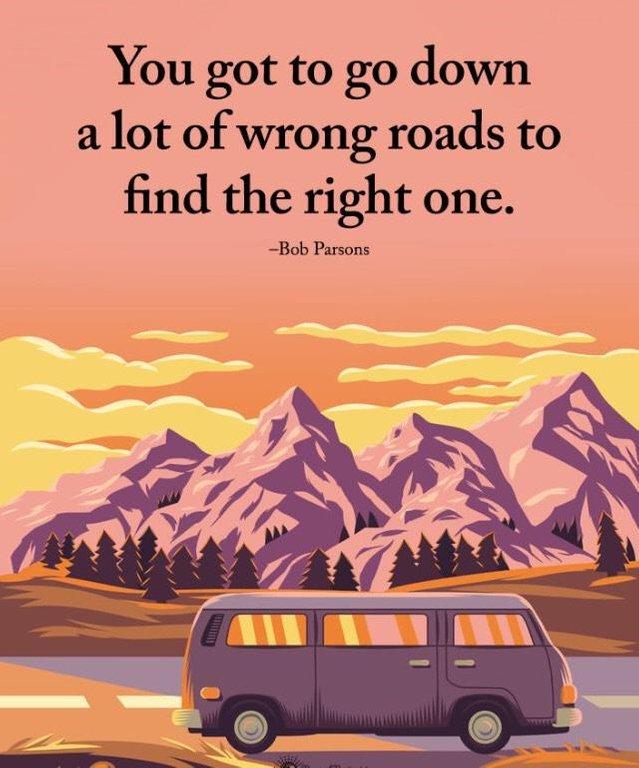 You got to go down
a lot of wrong roads to
find the right one.
–Bob Parsons